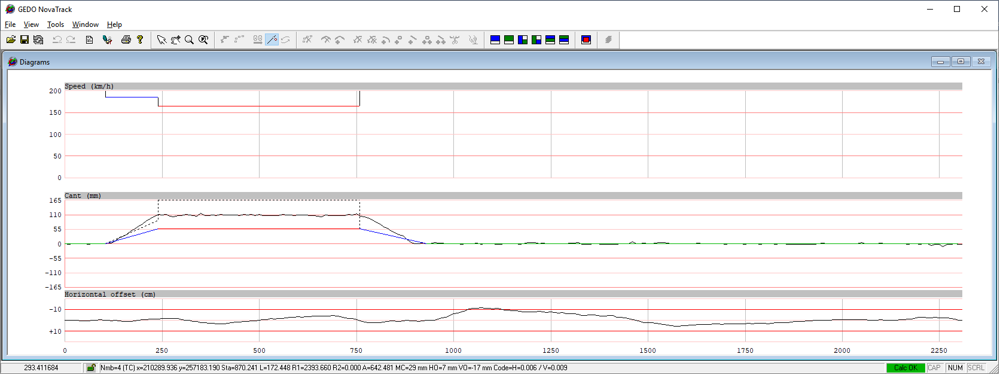 GEDO NovaTrack
File View Tools Window Help
Diagrams
Speed (km/h)
200
150
100
50
0
Cant (mm)
165
110
55
0
-55
-110
-165
Horizontal offset (cm)
-10
+10
0 250 500 750 1000 1250 1500 1750 2000 2250
293.411684 Nmb=4 (TC) x=210289.936 y=257183.190 Sta=870.241 L=172.448 R1=2393.660 R2=0.000 A=642.481 MC=29 mm HO=7 mm VO=-17 mm Code=H=0.006 / V=0.009 Calc OK CAP NUM SCRL